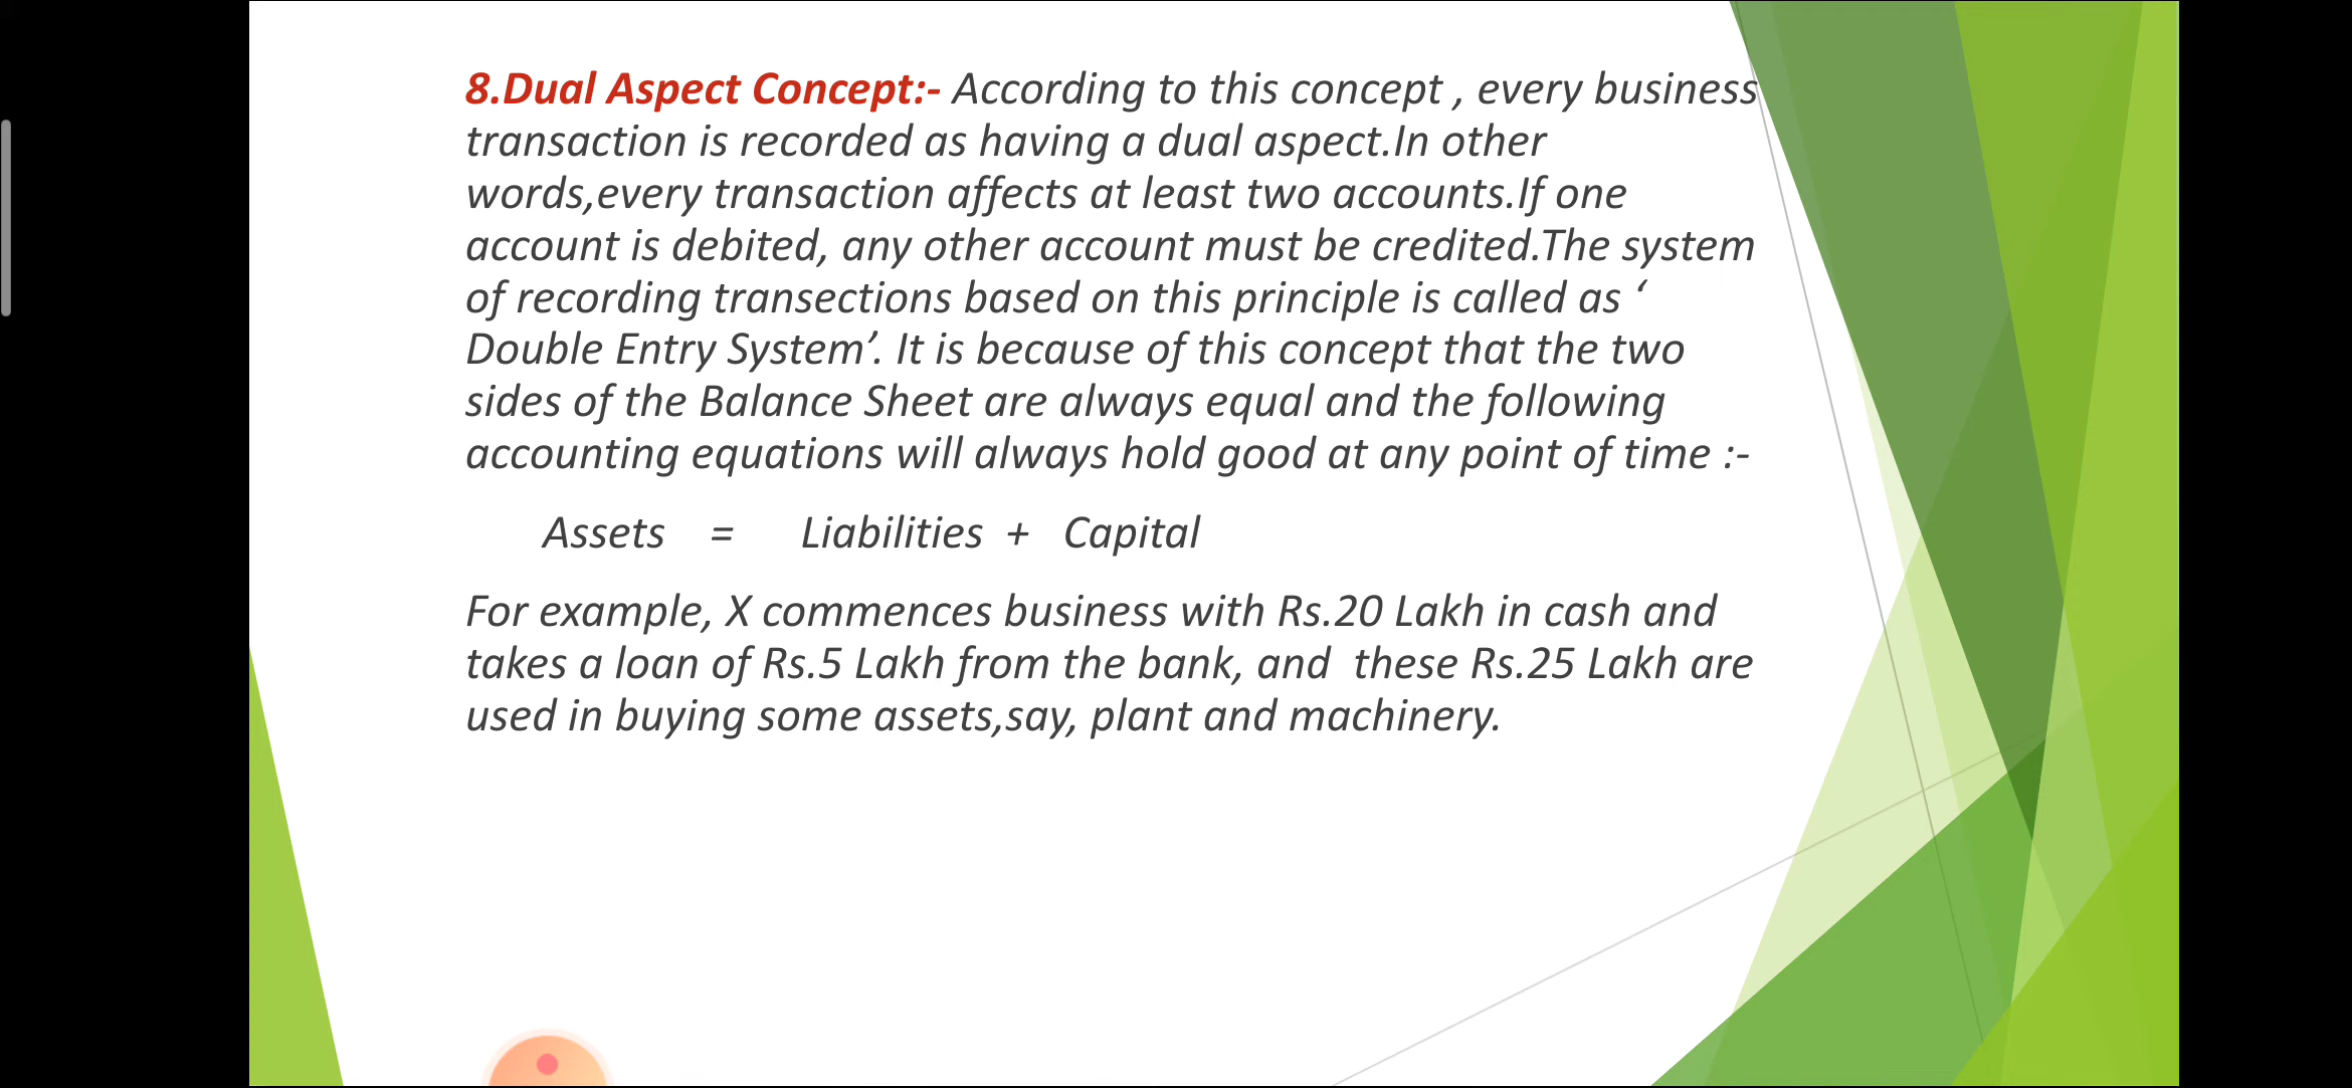 8.Dual Aspect Concept:- According to this concept , every business
transaction is recorded as having a dual aspect.In other
words,every transaction affects at least two accounts.If one
account is debited, any other account must be credited.The system
of recording transections based on this principle is called as ‘
Double Entry System’. It is because of this concept that the two
sides of the Balance Sheet are always equal and the following
accounting equations will always hold good at any point of time :-
Assets = Liabilities + Capital
For example, X commences business with Rs.20 Lakh in cash and
takes a loan of Rs.5 Lakh from the bank, and these Rs.25 Lakh are
used in buying some assets,say, plant and machinery.